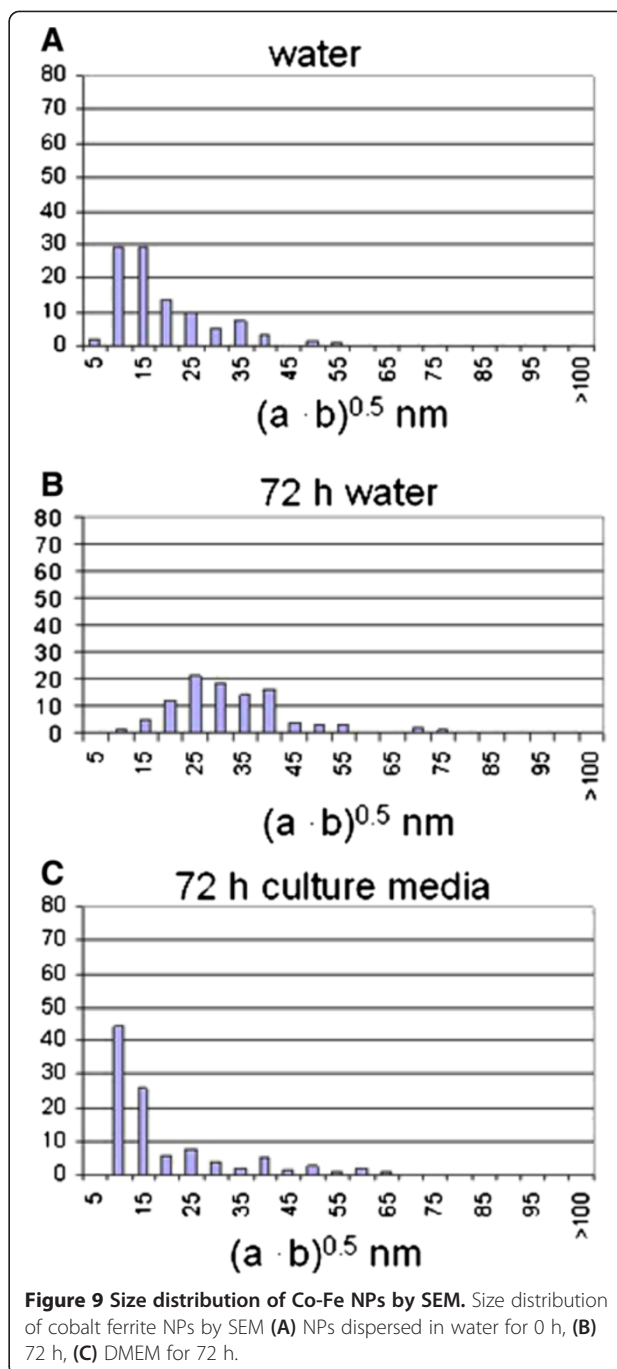 A
water
80
70
60
50
40
30
20
10
0
5 15 25 35 45 55 75 85 95 >100
(a · b)^0.5 nm
B
72 h water
80
70
60
50
40
30
20
10
0
5 15 25 35 45 55 65 75 85 95 >100
(a · b)^0.5 nm
C
72 h culture media
80
70
60
50
40
30
20
10
0
5 15 25 35 45 55 65 75 85 95 >100
(a · b)^0.5 nm
Figure 9 Size distribution of Co-Fe NPs by SEM. Size distribution
of cobalt ferrite NPs by SEM (A) NPs dispersed in water for 0 h, (B)
72 h, (C) DMEM for 72 h.